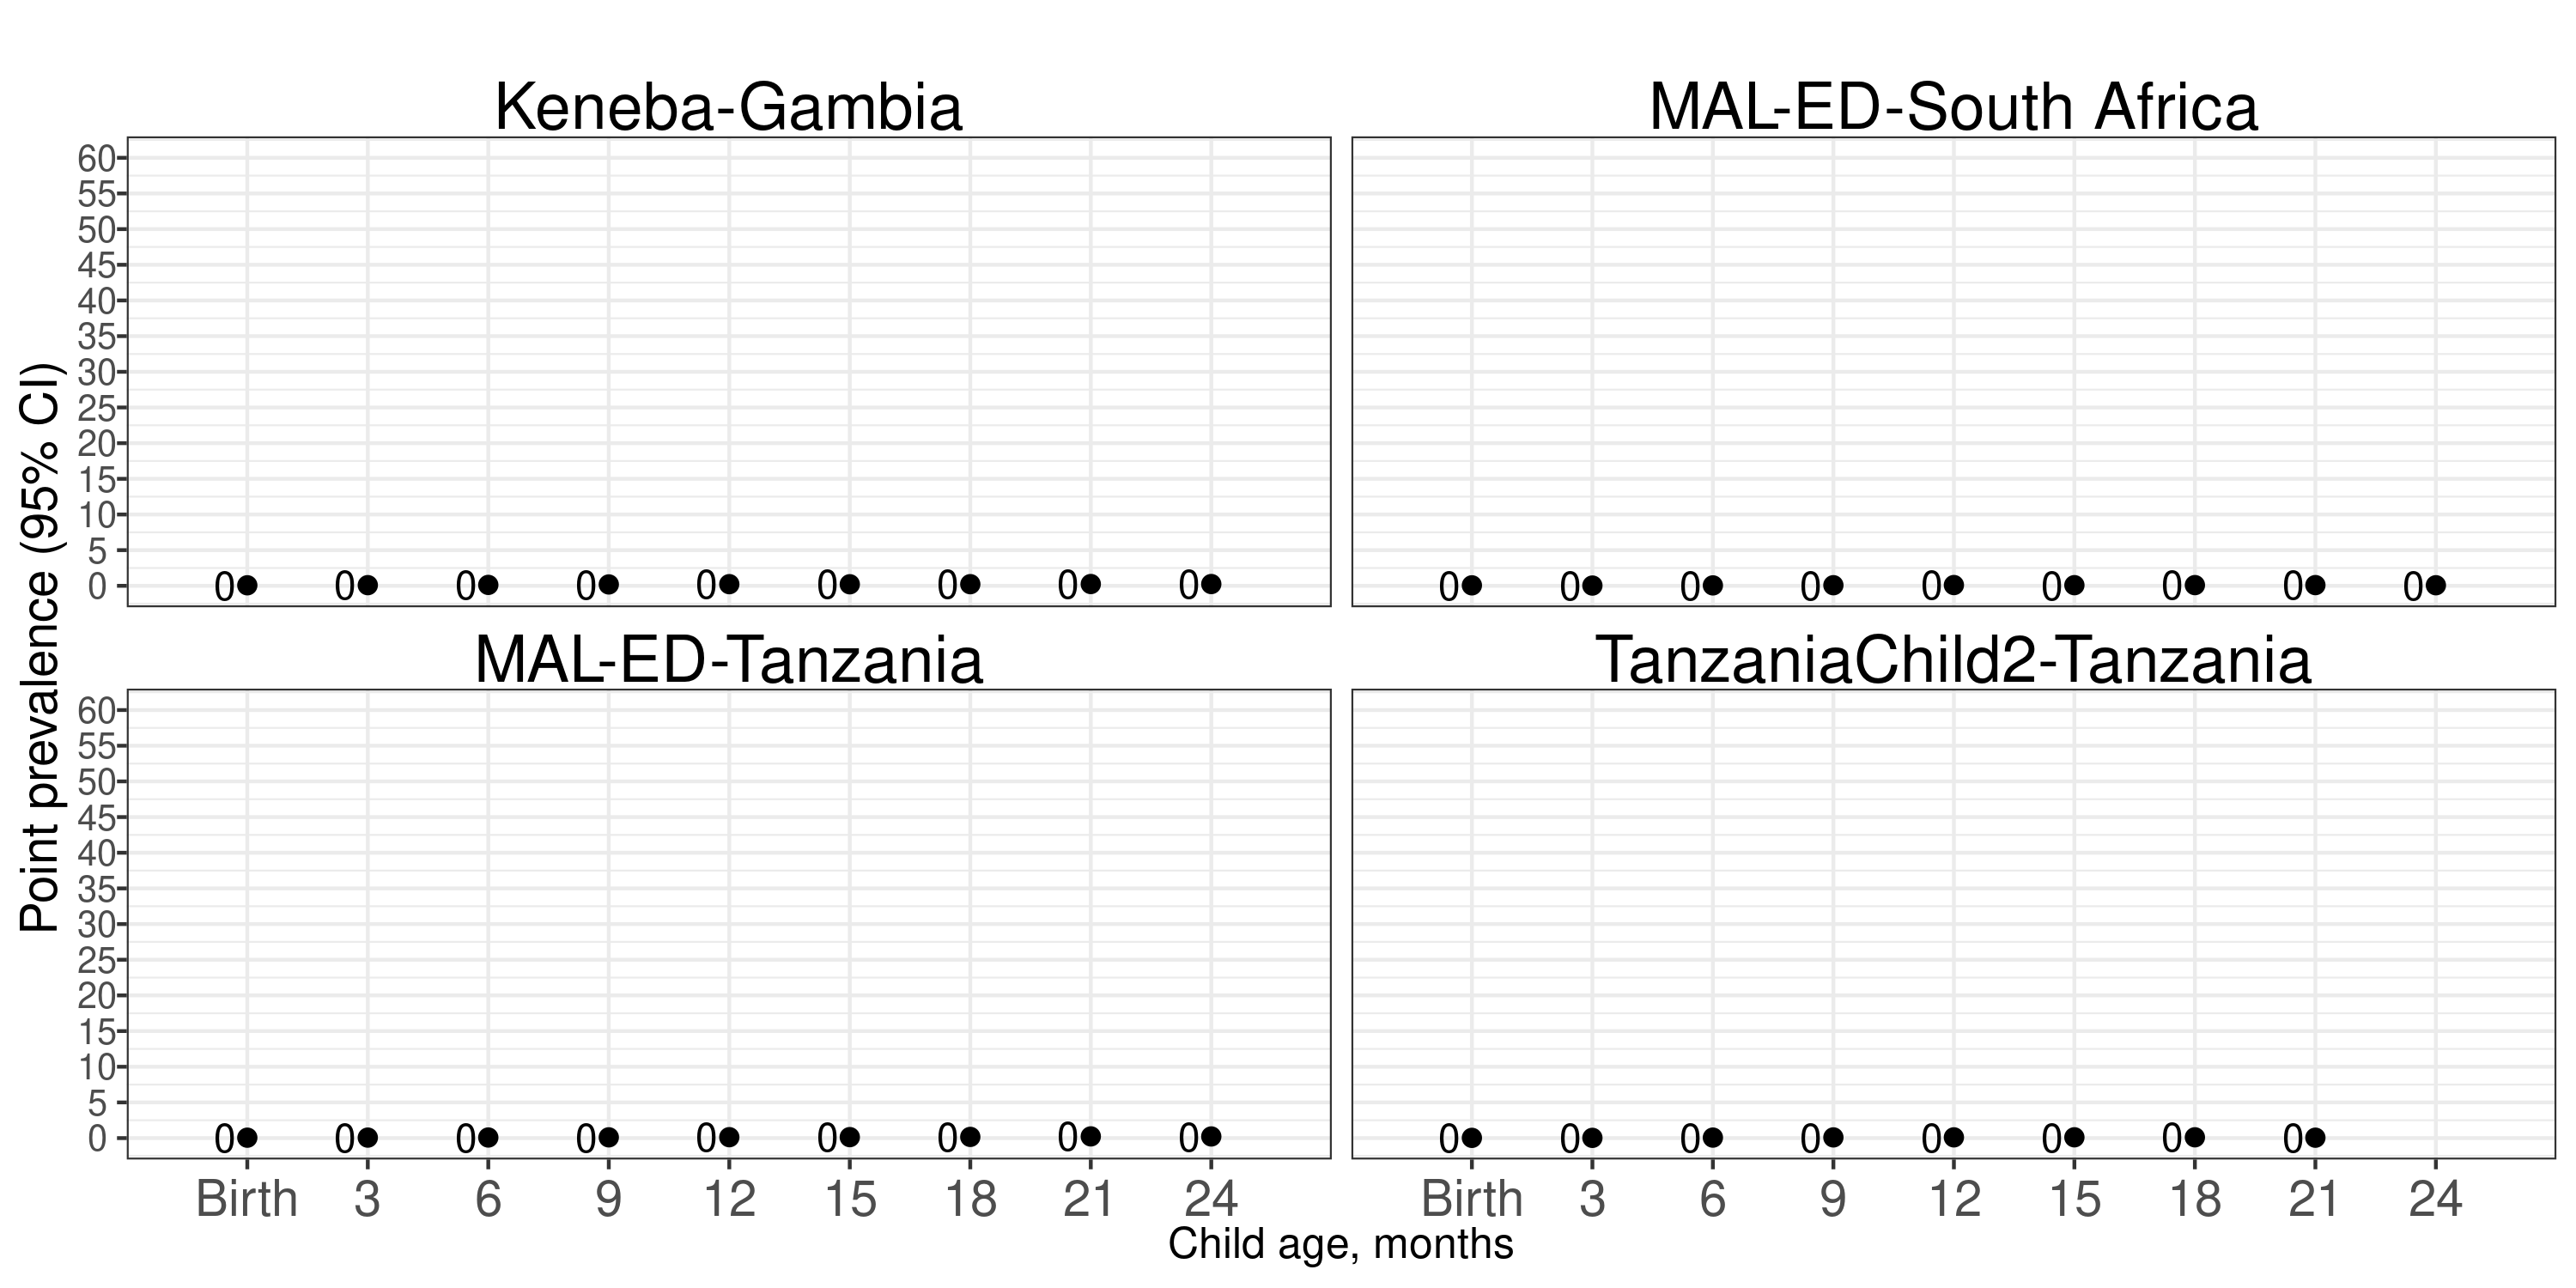 Keneba-Gambia
MAL-ED-South Africa
60
55
50
45
40
35
30
25
20
15
10
5
0
0 0 0 0 0 0 0 0 0
0 0 0 0 0 0 0 0 0
MAL-ED-Tanzania
TanzaniaChild2-Tanzania
60
55
50
45
40
35
30
25
20
15
10
5
0
0 0 0 0 0 0 0 0 0
0 0 0 0 0 0 0 0
Birth 3 6 9 12 15 18 21 24
Birth 3 6 9 12 15 18 21 24
Child age, months
Point prevalence (95% CI)